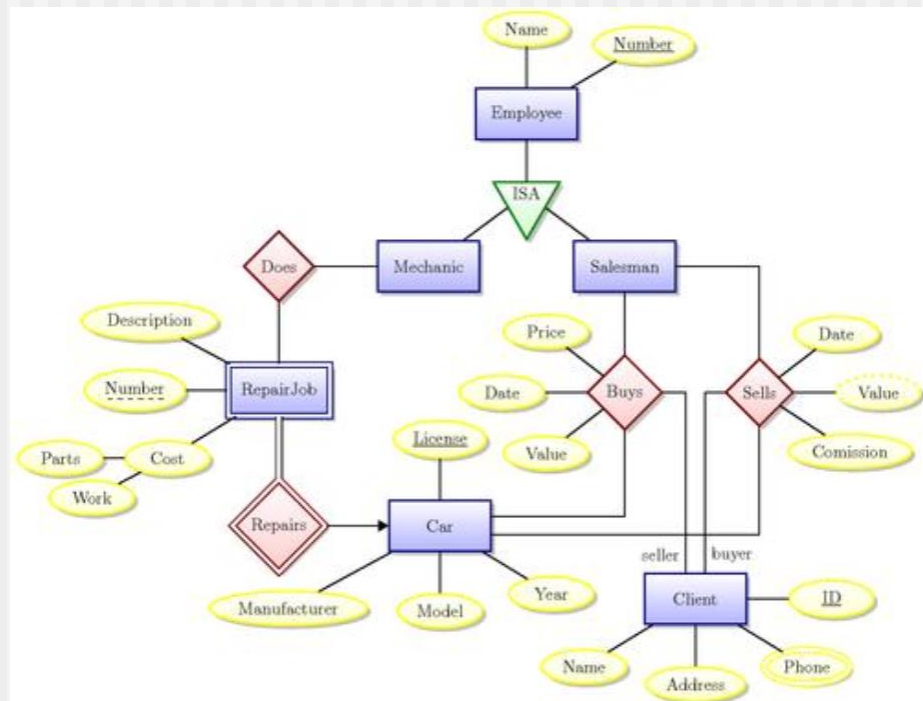 Name
Number
Employee
ISA
Does
Mechanic
Salesman
Description
Price
Date
Number
RepairJob
Date
Buys
Sells
Value
Parts
Cost
License
Value
Comission
Work
Repairs
Car
seller
buyer
Manufacturer
Model
Year
Client
ID
Name
Address
Phone